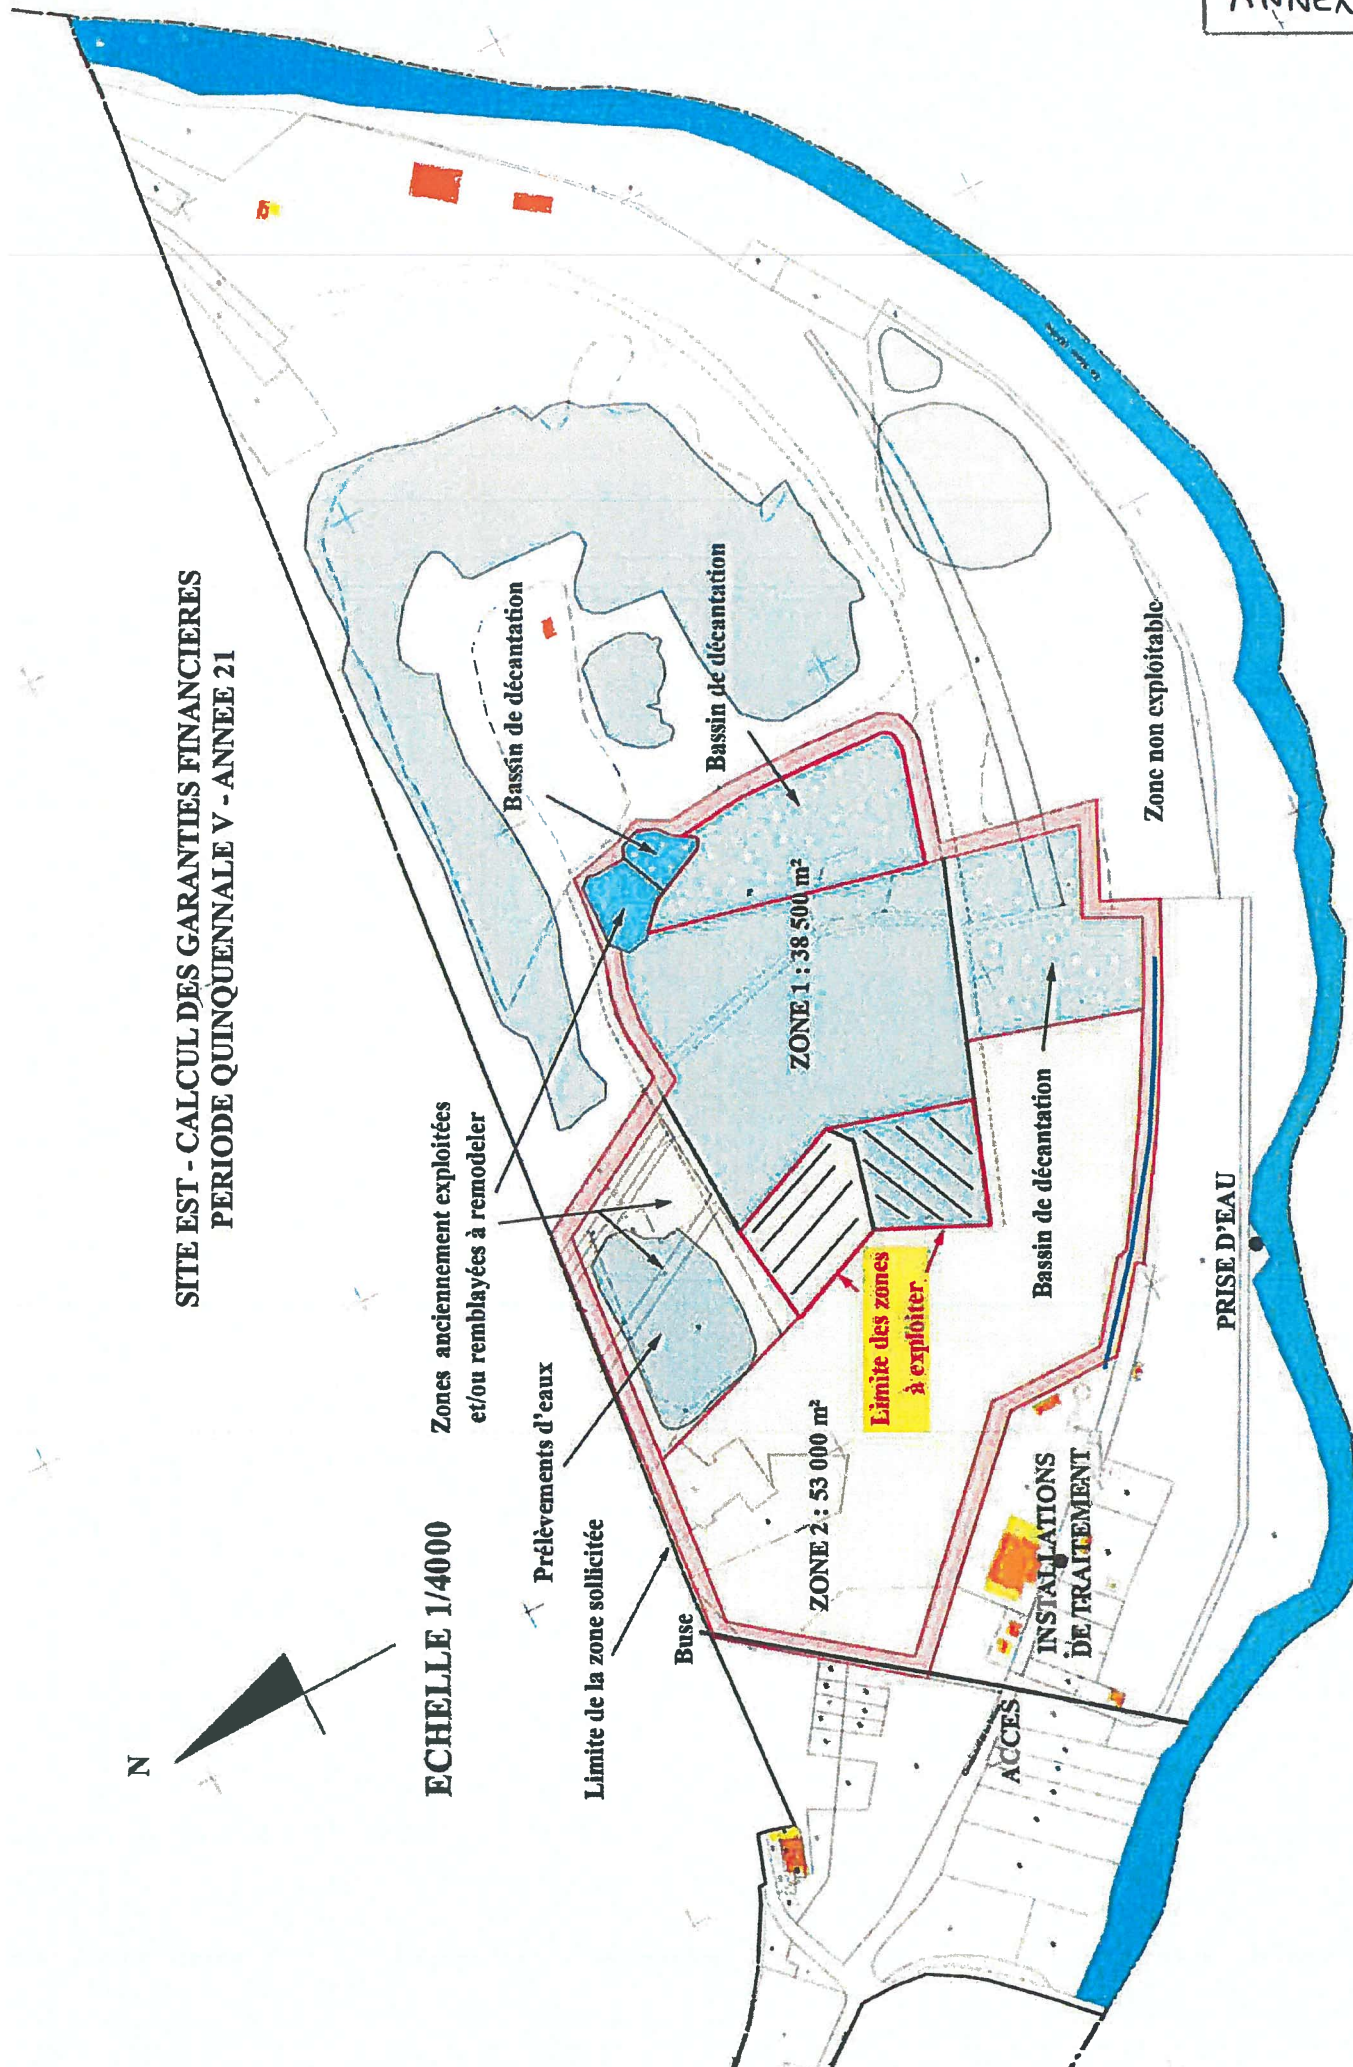 ANNEX
SITE EST - CALCUL DES GARANTIES FINANCIERES
PERIODE QUINQUENNALE V - ANNEE 21
N
ECHELLE 1/4000
Zones anciennement exploitées
et/ou remblayées à remodeler
Prélèvements d'eaux
Limite de la zone sollicitée
Buse
Bassin de décantation
Bassin de décantation
ZONE 1 : 38 500 m²
Limite des zones
à exploiter
ZONE 2 : 53 000 m²
Bassin de décantation
Zone non exploitable
PRISE D'EAU
INSTALLATIONS
DE TRAITEMENT
ACCES